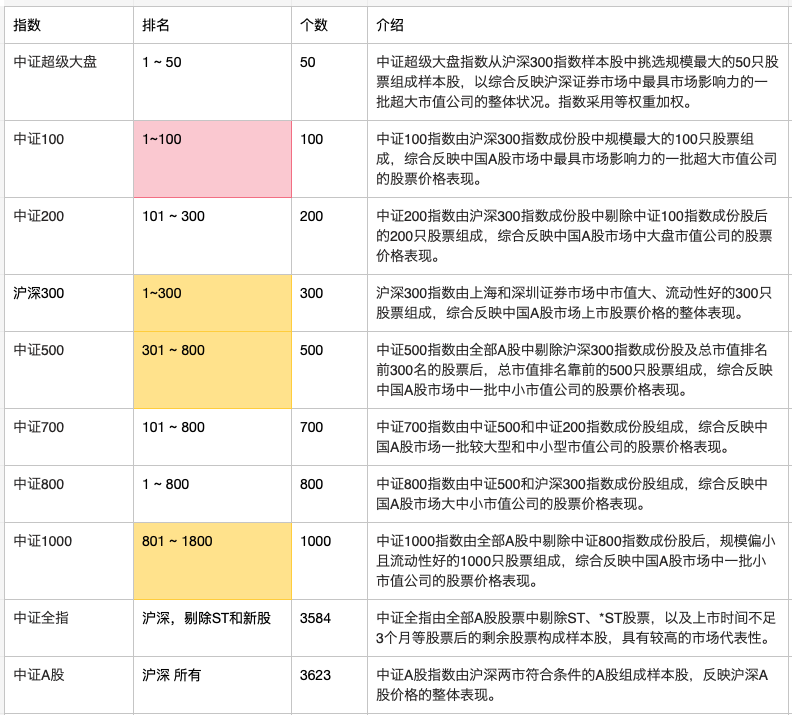 指数 排名 个数 介绍
中证超级大盘 1 ~ 50 50 中证超级大盘指数从沪深300指数样本股中挑选规模最大的50只股
票组成样本股，以综合反映沪深证券市场中最具市场影响力的一
批超大市值公司的整体状况。指数采用等权重加权。
中证100 1~100 100 中证100指数由沪深300指数成份股中规模最大的100只股票组
成，综合反映中国A股市场中最具市场影响力的一批超大市值公司
的股票价格表现。
中证200 101 ~ 300 200 中证200指数由沪深300指数成份股中剔除中证100指数成份股后
的200只股票组成，综合反映中国A股市场中大盘市值公司的股票
价格表现。
沪深300 1~300 300 沪深300指数由上海和深圳证券市场中市值大、流动性好的300只
股票组成，综合反映中国A股市场上市股票价格的整体表现。
中证500 301 ~ 800 500 中证500指数由全部A股中剔除沪深300指数成份股及总市值排名
前300名的股票后，总市值排名靠前的500只股票组成，综合反映
中国A股市场中一批中小市值公司的股票价格表现。
中证700 101 ~ 800 700 中证700指数由中证500和中证200指数成份股组成，综合反映中
国A股市场一批较大型和中小型市值公司的股票价格表现。
中证800 1 ~ 800 800 中证800指数由中证500和沪深300指数成份股组成，综合反映中
国A股市场大中小市值公司的股票价格表现。
中证1000 801 ~ 1800 1000 中证1000指数由全部A股中剔除中证800指数成份股后，规模偏小
且流动性好的1000只股票组成，综合反映中国A股市场中一批小
市值公司的股票价格表现。
中证全指 沪深，剔除ST和新股 3584 中证全指由全部A股股票中剔除ST、*ST股票，以及上市时间不足
3个月等股票后的剩余股票构成样本股，具有较高的市场代表性。
中证A股 沪深 所有 3623 中证A股指数由沪深两市符合条件的A股组成样本股，反映沪深A
股价格的整体表现。